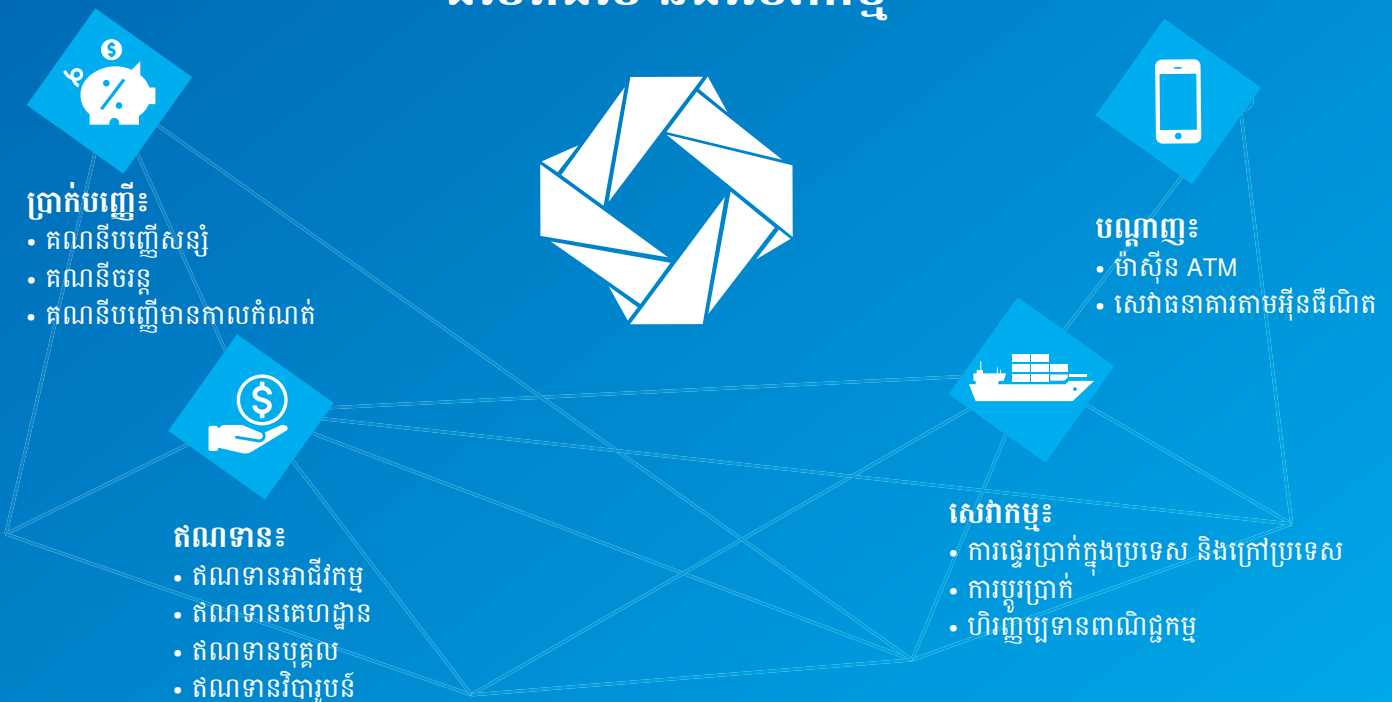 ប្រាក់បញ្ញើ៖
• គណនីបញ្ញើសន្សំ
• គណនីចរន្ត
• គណនីបញ្ញើមានកាលកំណត់
បណ្តាញ៖
• ម៉ាស៊ីន ATM
• សេវាធនាគារតាមអ៊ីនធឺណិត
ឥណទាន៖
• ឥណទានអាជីវកម្ម
• ឥណទានគេហដ្ឋាន
• ឥណទានបុគ្គល
• ឥណទានវិបារូបន៍
សេវាកម្ម៖
• ការផ្ទេរប្រាក់ក្នុងប្រទេស និងក្រៅប្រទេស
• ការប្តូរប្រាក់
• ហិរញ្ញប្បទានពាណិជ្ជកម្ម